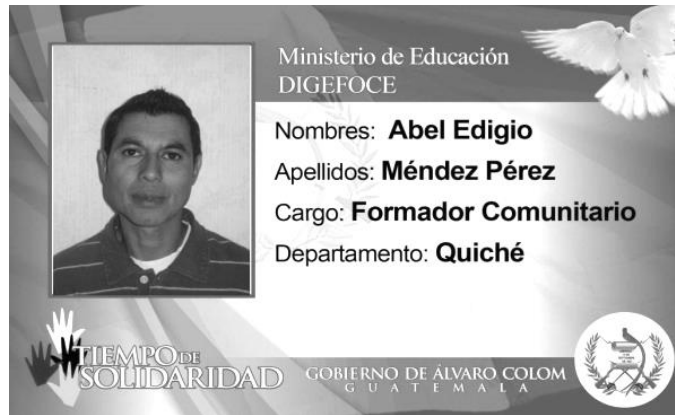 Ministerio de Educación
DIGEFOCE
Nombres: Abel Edigio
Apellidos: Méndez Pérez
Cargo: Formador Comunitario
Departamento: Quiché
TIEMPO DE
SOLIDARIDAD
GOBIERNO DE ÁLVARO COLOM
GUATEMALA